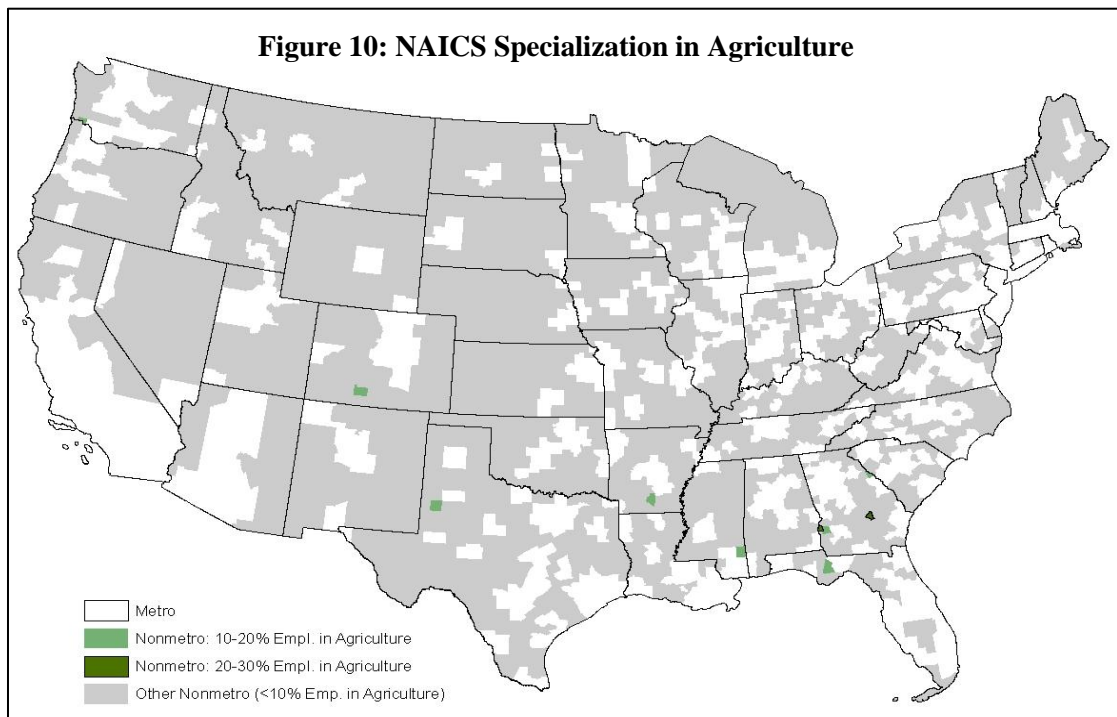 Figure 10: NAICS Specialization in Agriculture
Metro
Nonmetro: 10-20% Empl. in Agriculture
Nonmetro: 20-30% Empl. in Agriculture
Other Nonmetro (<10% Emp. in Agriculture)